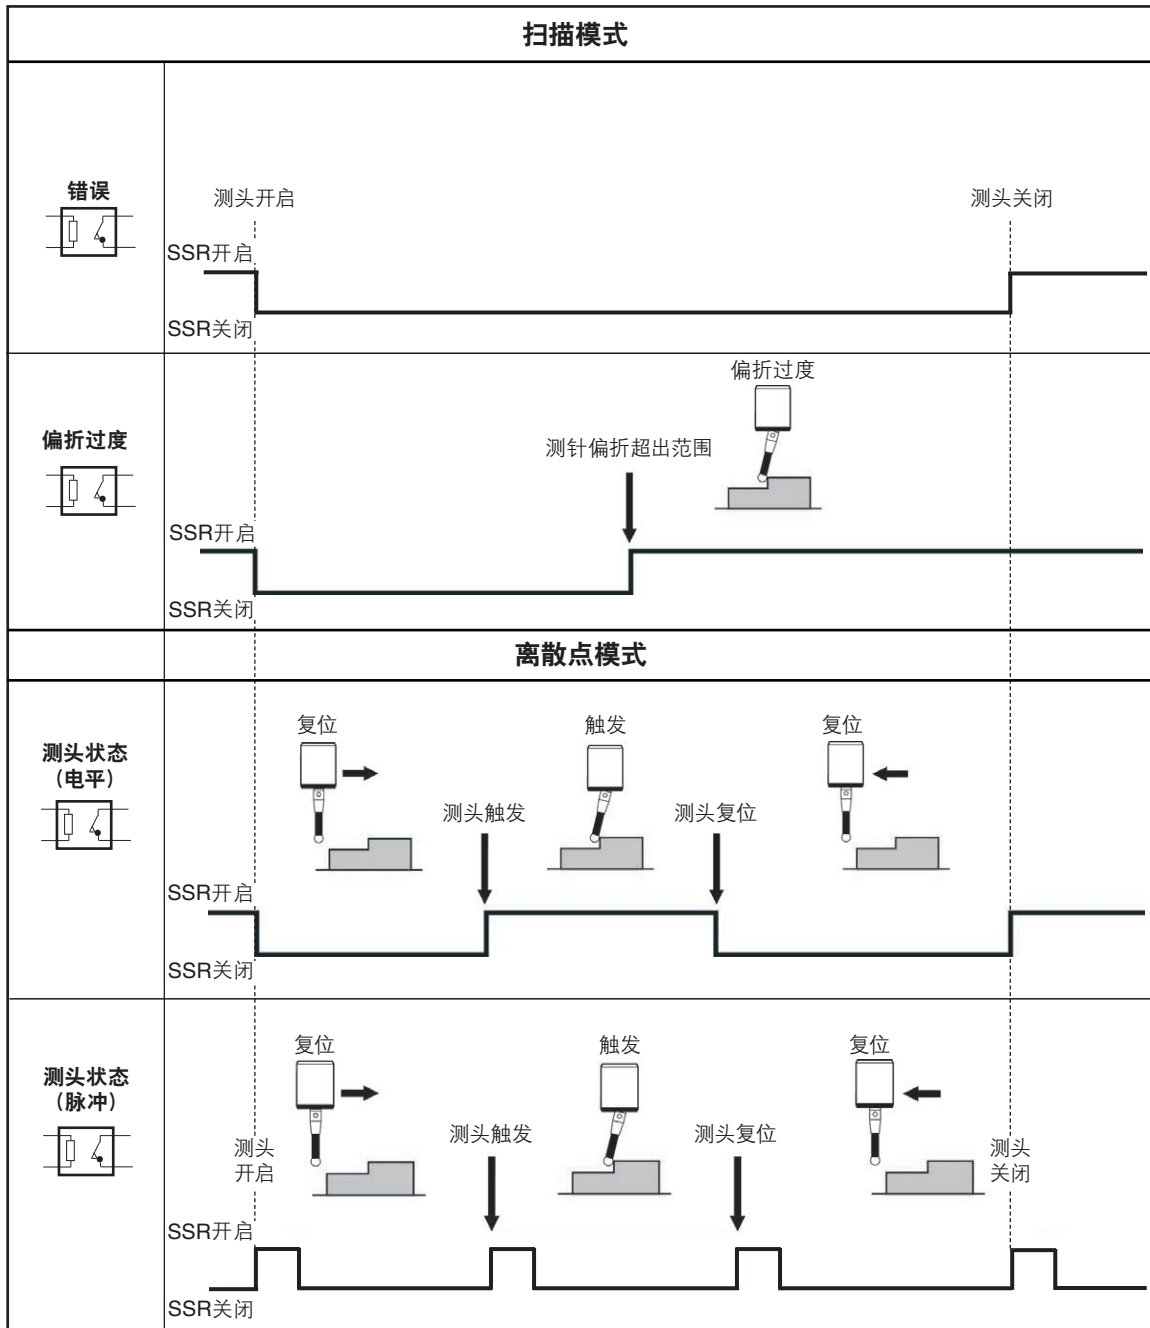 扫描模式
错误
测头开启
测头关闭
SSR开启
SSR关闭
偏折过度
偏折过度
测针偏折超出范围
SSR开启
SSR关闭
离散点模式
测头状态
（电平）
复位
触发
复位
测头触发
测头复位
SSR开启
SSR关闭
测头状态
（脉冲）
复位
触发
复位
测头
开启
测头触发
测头复位
测头
关闭
SSR开启
SSR关闭